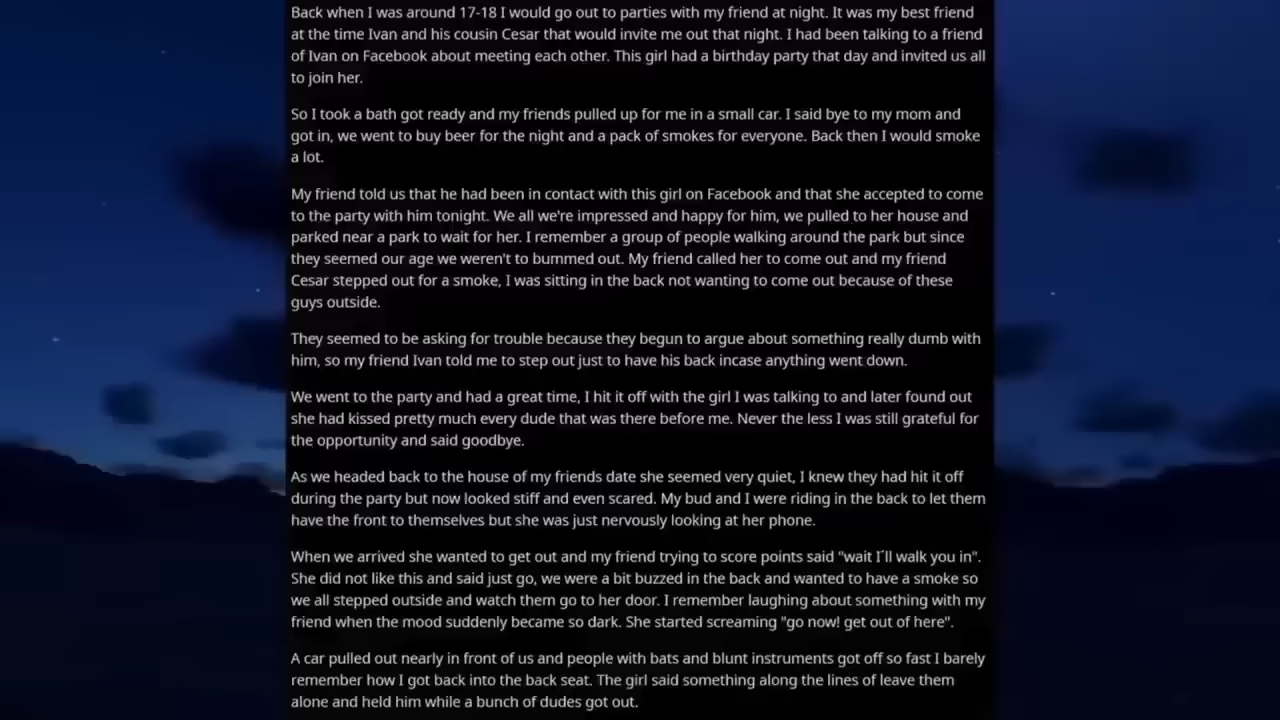 Back when I was around 17-18 I would go out to parties with my friend at night. It was my best friend
at the time Ivan and his cousin Cesar that would invite me out that night. I had been talking to a friend
of Ivan on Facebook about meeting each other. This girl had a birthday party that day and invited us all
to join her.
So I took a bath got ready and my friends pulled up for me in a small car. I said bye to my mom and
got in, we went to buy beer for the night and a pack of smokes for everyone. Back then I would smoke
a lot.
My friend told us that he had been in contact with this girl on Facebook and that she accepted to come
to the party with him tonight. We all we're impressed and happy for him, we pulled to her house and
parked near a park to wait for her. I remember a group of people walking around the park but since
they seemed our age we weren't to bummed out. My friend called her to come out and my friend
Cesar stepped out for a smoke, I was sitting in the back not wanting to come out because of these
guys outside.
They seemed to be asking for trouble because they begun to argue about something really dumb with
him, so my friend Ivan told me to step out just to have his back incase anything went down.
We went to the party and had a great time, I hit it off with the girl I was talking to and later found out
she had kissed pretty much every dude that was there before me. Never the less I was still grateful for
the opportunity and said goodbye.
As we headed back to the house of my friends date she seemed very quiet, I knew they had hit it off
during the party but now looked stiff and even scared. My bud and I were riding in the back to let them
have the front to themselves but she was just nervously looking at her phone.
When we arrived she wanted to get out and my friend trying to score points said "wait I´ll walk you in".
She did not like this and said just go, we were a bit buzzed in the back and wanted to have a smoke so
we all stepped outside and watch them go to her door. I remember laughing about something with my
friend when the mood suddenly became so dark. She started screaming "go now! get out of here".
A car pulled out nearly in front of us and people with bats and blunt instruments got off so fast I barely
remember how I got back into the back seat. The girl said something along the lines of leave them
alone and held him while a bunch of dudes got out.